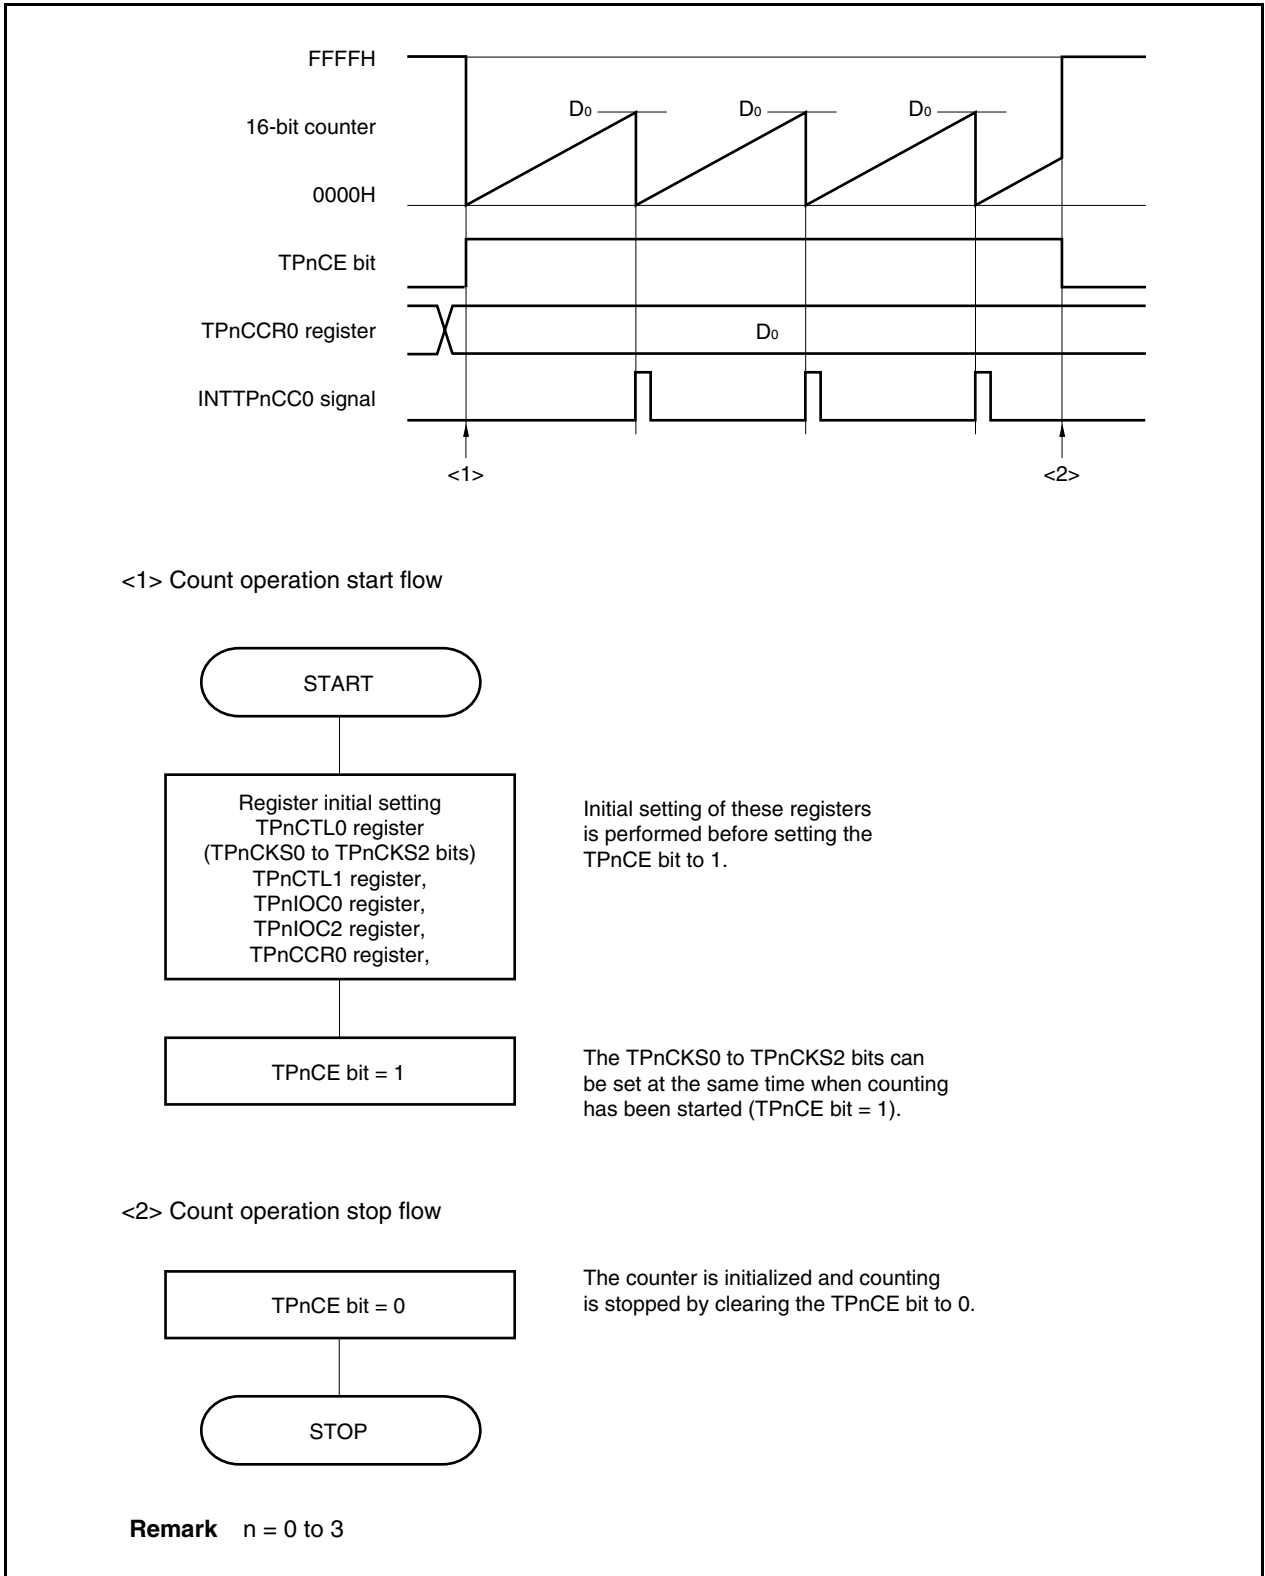 FFFFH
D0 D0 D0
16-bit counter
0000H
TPnCE bit
TPnCCR0 register
D0
INTTPnCC0 signal
<1> <2>
<1> Count operation start flow
START
Register initial setting
TPnCTL0 register
(TPnCKS0 to TPnCKS2 bits)
TPnCTL1 register,
TPnIOC0 register,
TPnIOC2 register,
TPnCCR0 register,
Initial setting of these registers
is performed before setting the
TPnCE bit to 1.
TPnCE bit = 1
The TPnCKS0 to TPnCKS2 bits can
be set at the same time when counting
has been started (TPnCE bit = 1).
<2> Count operation stop flow
TPnCE bit = 0
The counter is initialized and counting
is stopped by clearing the TPnCE bit to 0.
STOP
Remark n = 0 to 3